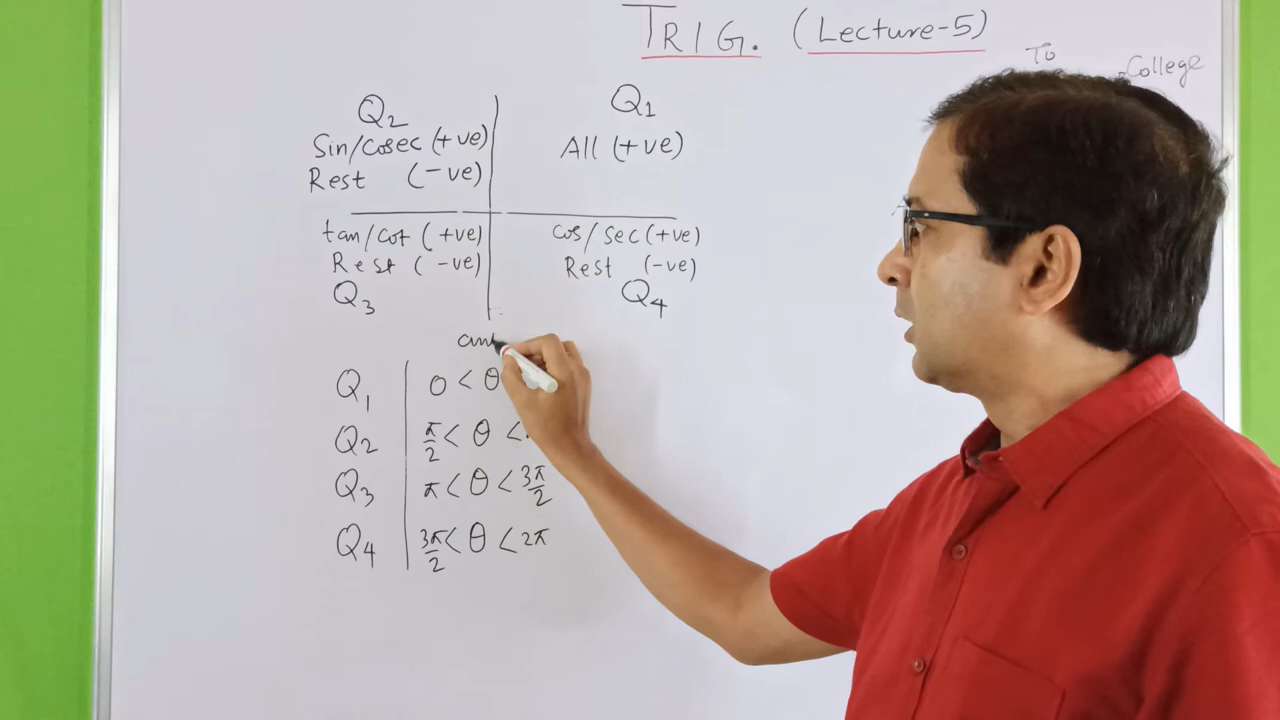 TRIG. (Lecture-5)
To
College
Q2
Sin/Cosec (+ve)
Rest (-ve)
Q1
All (+ve)
tan/Cot (+ve)
Rest (-ve)
Q3
cos/sec (+ve)
Rest (-ve)
Q4
Q1 0 < θ
Q2 π/2 < θ <
Q3 π < θ < 3π/2
Q4 3π/2 < θ < 2π